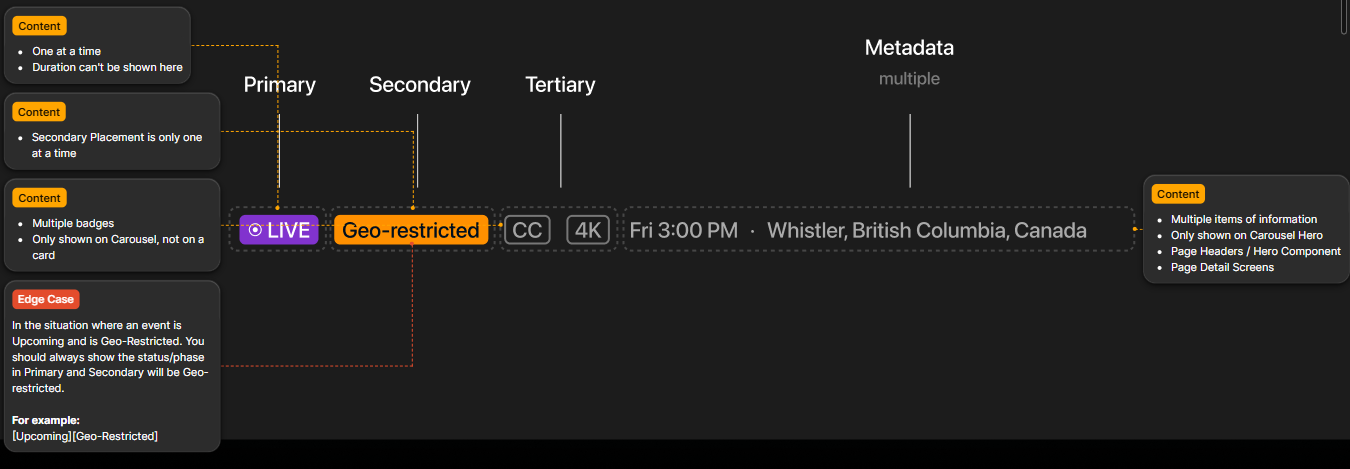 Content
• One at a time
• Duration can't be shown here
Content
• Secondary Placement is only one
at a time
Content
• Multiple badges
• Only shown on Carousel, not on a
card
Edge Case
In the situation where an event is
Upcoming and is Geo-Restricted. You
should always show the status/phase
in Primary and Secondary will be Geo-
restricted.
For example:
[Upcoming][Geo-Restricted]
Primary
Secondary
Tertiary
Metadata
multiple
LIVE
Geo-restricted
CC
4K
Fri 3:00 PM · Whistler, British Columbia, Canada
Content
• Multiple items of information
• Only shown on Carousel Hero
• Page Headers / Hero Component
• Page Detail Screens